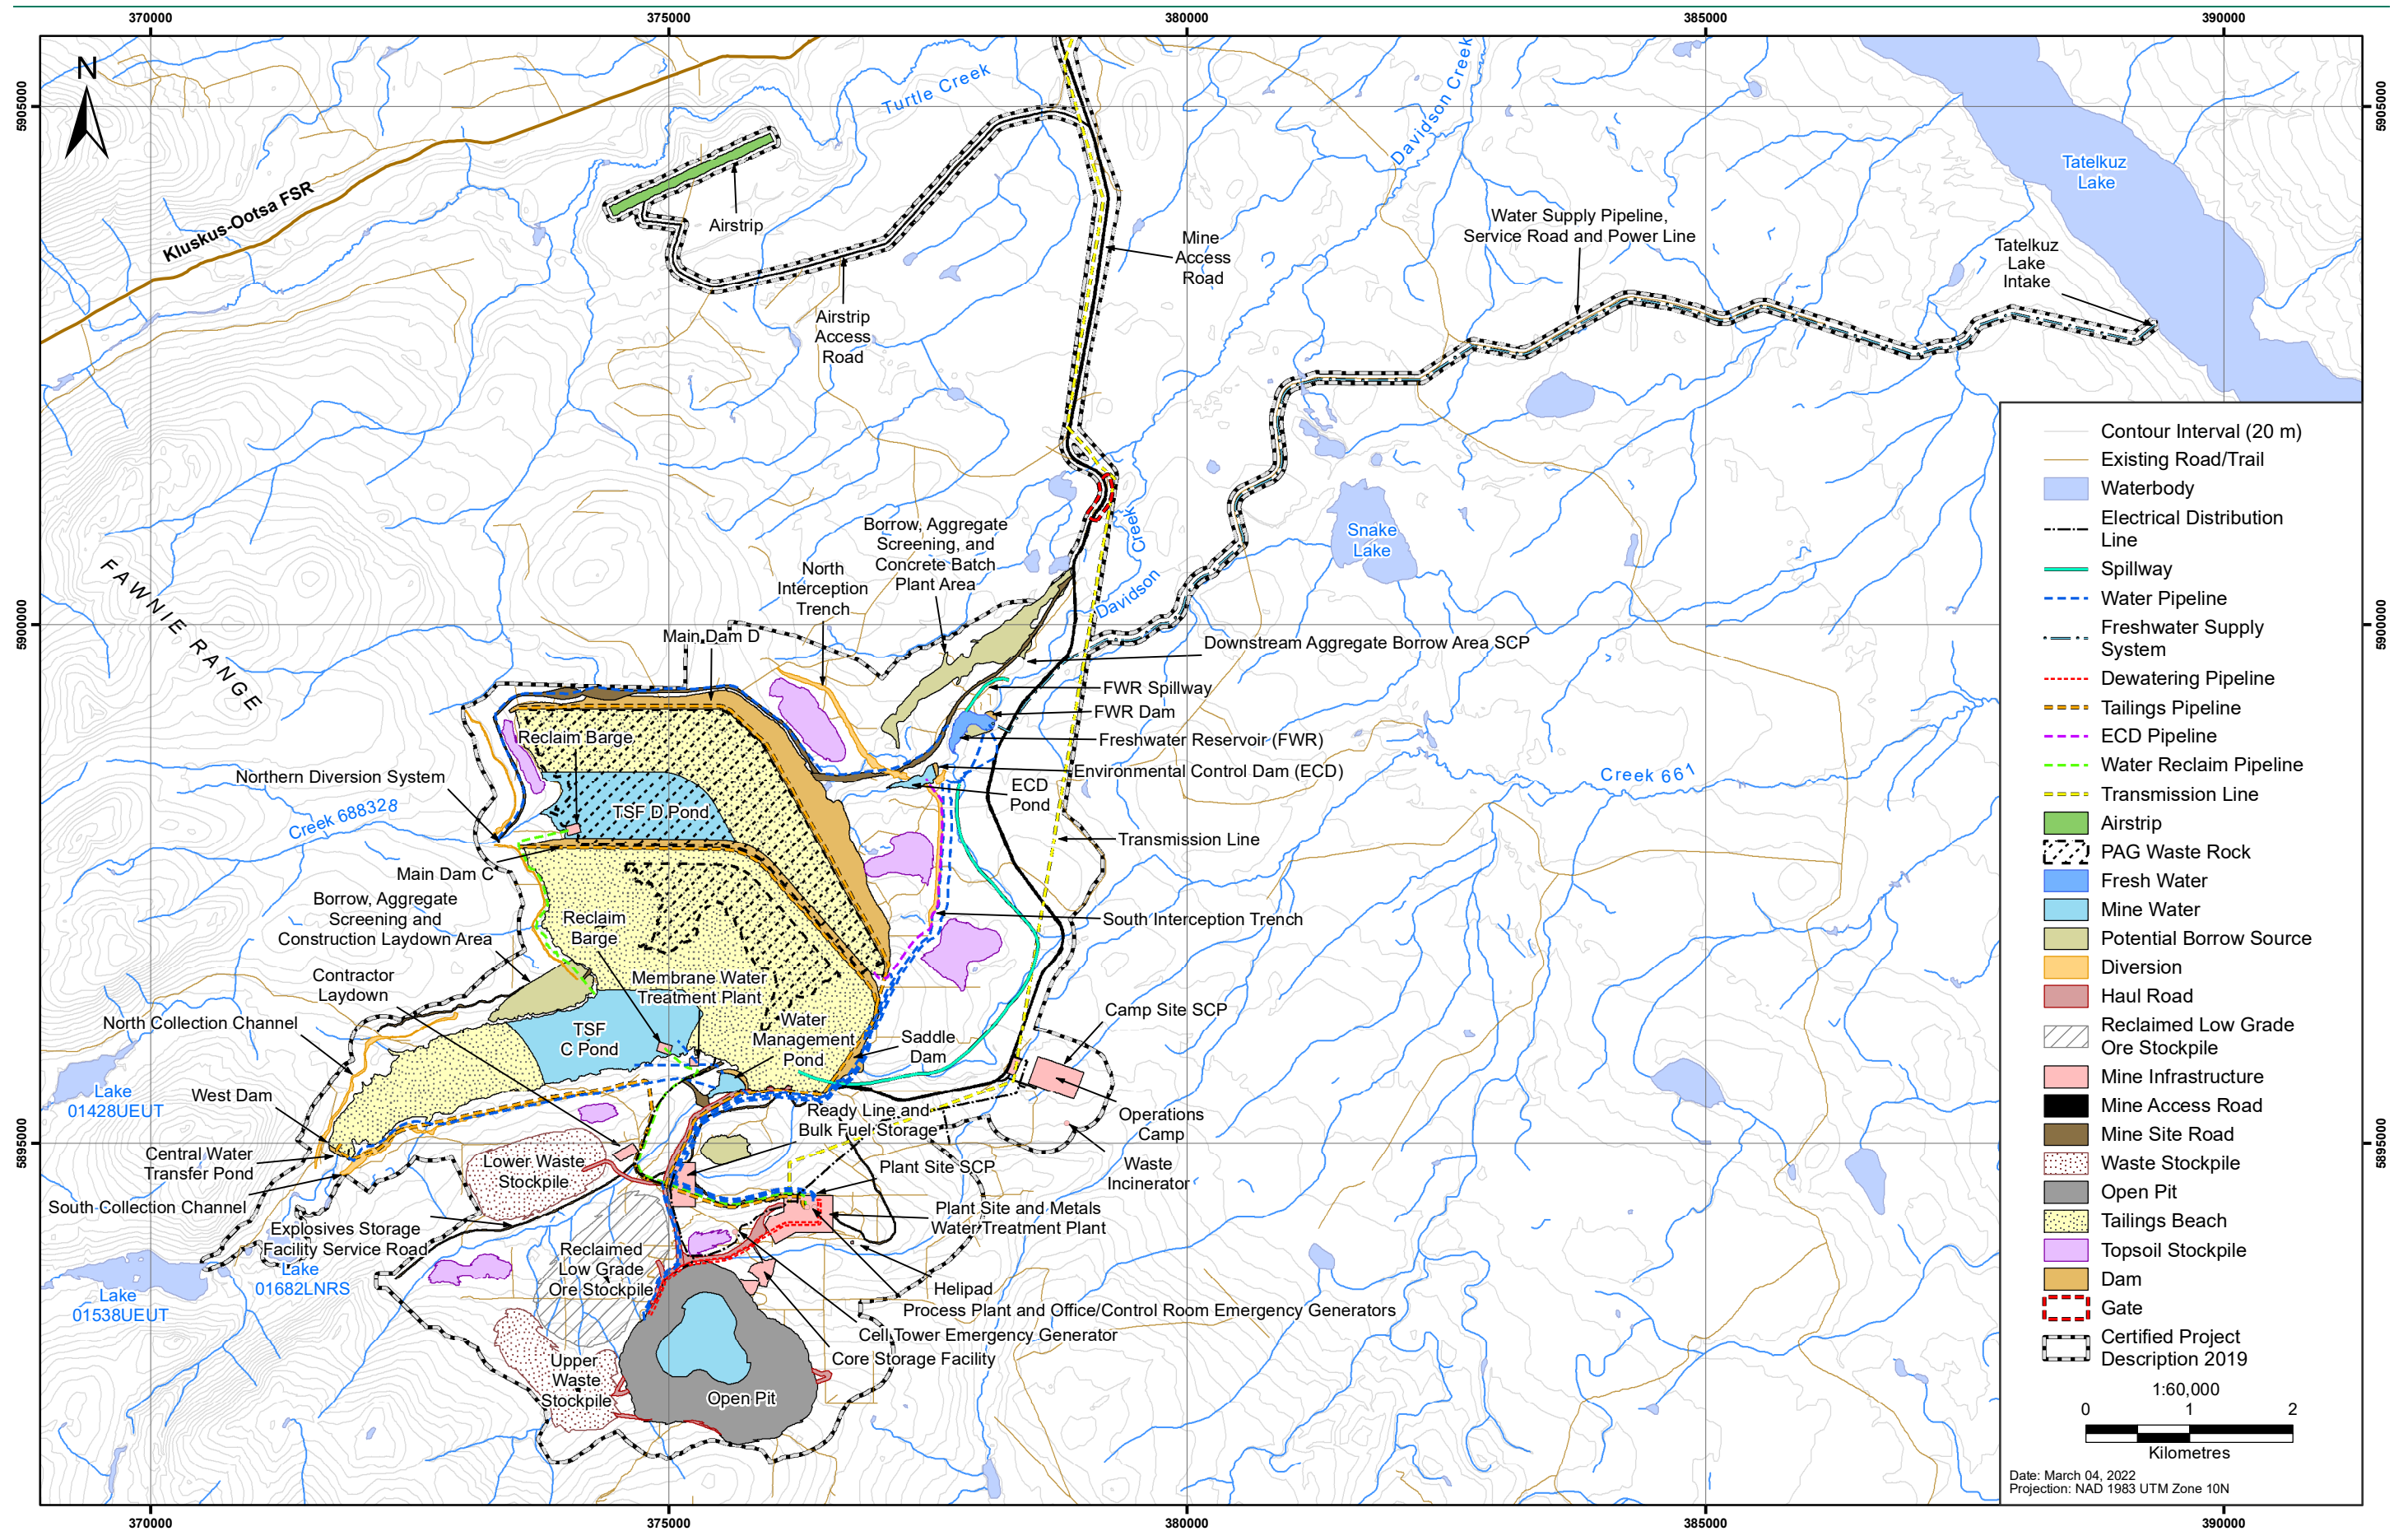 370000
375000
380000
385000
390000
N
5905000
5905000
Turtle Creek
Davidson Creek
Tatelkuz
Lake
Kluskus-Ootsa FSR
Airstrip
Water Supply Pipeline,
Service Road and Power Line
Mine
Access
Road
Tatelkuz
Lake
Intake
Airstrip
Access
Road
Borrow, Aggregate
Screening, and
Concrete Batch
Plant Area
Snake
Lake
Davidson Creek
North
Interception
Trench
FAWNIE RANGE
5900000
5900000
Main Dam D
Downstream Aggregate Borrow Area SCP
FWR Spillway
FWR Dam
Reclaim Barge
Freshwater Reservoir (FWR)
Northern Diversion System
Environmental Control Dam (ECD)
ECD
Pond
Creek 661
Creek 688328
TSF D Pond
Transmission Line
Main Dam C
Borrow, Aggregate
Screening and
Construction Laydown Area
Reclaim
Barge
South Interception Trench
Contractor
Laydown
Membrane Water
Treatment Plant
Camp Site SCP
North Collection Channel
TSF
C Pond
Water
Management
Pond
Saddle
Dam
Lake
01428UEUT
West Dam
Ready Line and
Bulk Fuel Storage
Operations
Camp
5895000
5895000
Central Water
Transfer Pond
Lower Waste
Stockpile
Plant Site SCP
Waste
Incinerator
South Collection Channel
Plant Site and Metals
Water Treatment Plant
Explosives Storage
Facility Service Road
Reclaimed
Low Grade
Ore Stockpile
Lake
01682LNRS
Lake
01538UEUT
Helipad
Process Plant and Office/Control Room Emergency Generators
Cell Tower Emergency Generator
Core Storage Facility
Upper
Waste
Stockpile
Open Pit
Contour Interval (20 m)
Existing Road/Trail
Waterbody
Electrical Distribution
Line
Spillway
Water Pipeline
Freshwater Supply
System
Dewatering Pipeline
Tailings Pipeline
ECD Pipeline
Water Reclaim Pipeline
Transmission Line
Airstrip
PAG Waste Rock
Fresh Water
Mine Water
Potential Borrow Source
Diversion
Haul Road
Reclaimed Low Grade
Ore Stockpile
Mine Infrastructure
Mine Access Road
Mine Site Road
Waste Stockpile
Open Pit
Tailings Beach
Topsoil Stockpile
Dam
Gate
Certified Project
Description 2019
1:60,000
0 1 2
Kilometres
Date: March 04, 2022
Projection: NAD 1983 UTM Zone 10N
370000
375000
380000
385000
390000